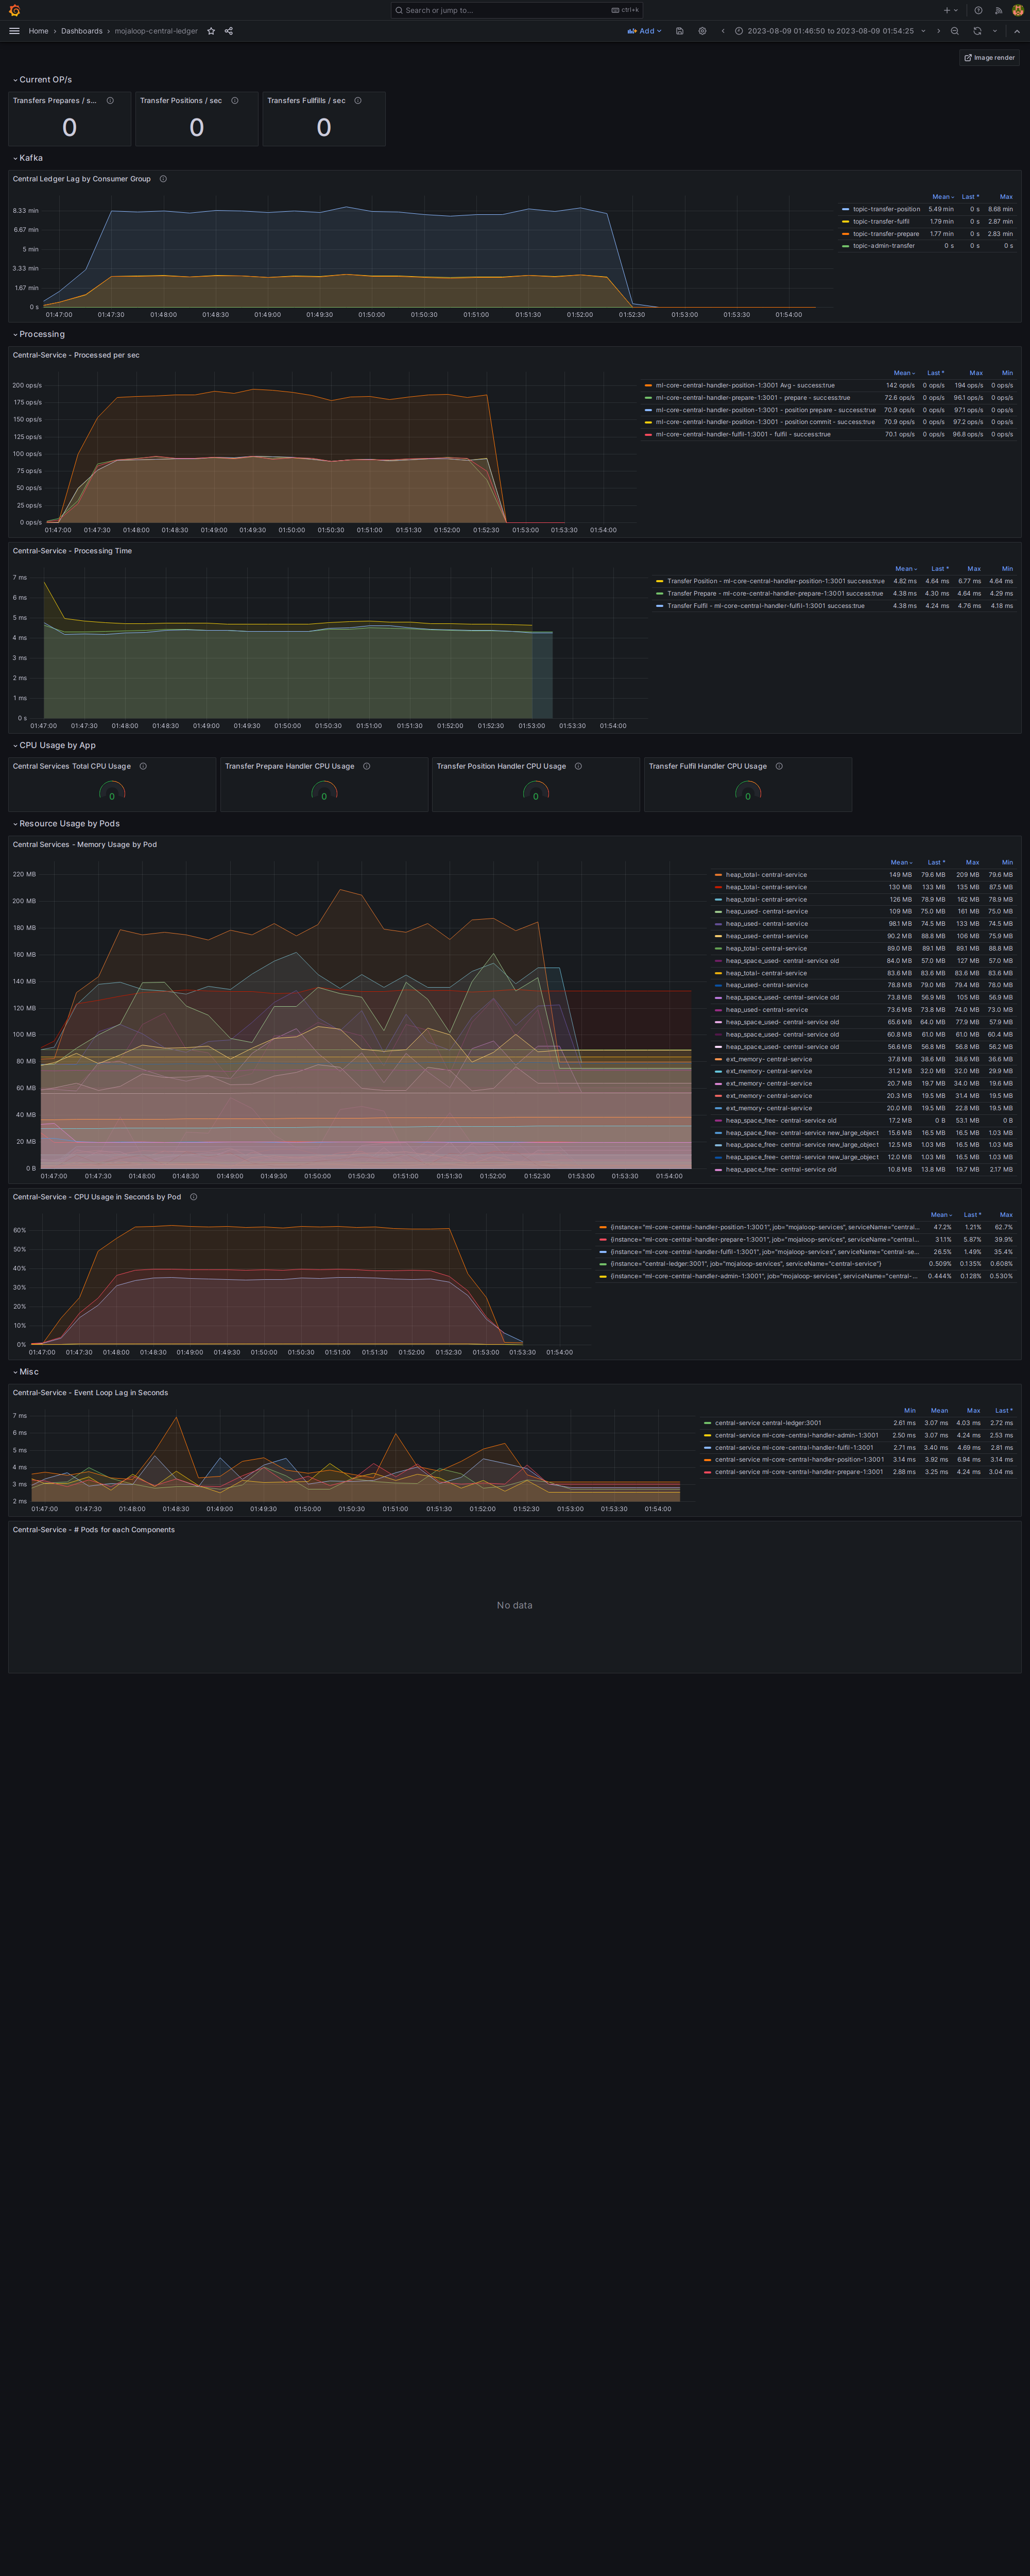 Search or jump to...
ctrl+k
Home › Dashboards › mojaloop-central-ledger
Add
2023-08-09 01:46:50 to 2023-08-09 01:54:25
Image render
Current OP/s
Transfers Prepares / s...
Transfer Positions / sec
Transfers Fullfills / sec
0
0
0
Kafka
Central Ledger Lag by Consumer Group
8.33 min
6.67 min
5 min
3.33 min
1.67 min
0 s
01:47:00 01:47:30 01:48:00 01:48:30 01:49:00 01:49:30 01:50:00 01:50:30 01:51:00 01:51:30 01:52:00 01:52:30 01:53:00 01:53:30 01:54:00
Mean Last * Max
topic-transfer-position 5.49 min 0 s 8.68 min
topic-transfer-fulfil 1.79 min 0 s 2.87 min
topic-transfer-prepare 1.77 min 0 s 2.83 min
topic-admin-transfer 0 s 0 s 0 s
Processing
Central-Service - Processed per sec
200 ops/s
175 ops/s
150 ops/s
125 ops/s
100 ops/s
75 ops/s
50 ops/s
25 ops/s
0 ops/s
01:47:00 01:47:30 01:48:00 01:48:30 01:49:00 01:49:30 01:50:00 01:50:30 01:51:00 01:51:30 01:52:00 01:52:30 01:53:00 01:53:30 01:54:00
Mean Last * Max Min
ml-core-central-handler-position-1:3001 Avg - success:true 142 ops/s 0 ops/s 194 ops/s 0 ops/s
ml-core-central-handler-prepare-1:3001 - prepare - success:true 72.6 ops/s 0 ops/s 96.1 ops/s 0 ops/s
ml-core-central-handler-position-1:3001 - position prepare - success:true 70.9 ops/s 0 ops/s 97.1 ops/s 0 ops/s
ml-core-central-handler-position-1:3001 - position commit - success:true 70.9 ops/s 0 ops/s 97.2 ops/s 0 ops/s
ml-core-central-handler-fulfil-1:3001 - fulfil - success:true 70.1 ops/s 0 ops/s 96.8 ops/s 0 ops/s
Central-Service - Processing Time
7 ms
6 ms
5 ms
4 ms
3 ms
2 ms
1 ms
0 s
01:47:00 01:47:30 01:48:00 01:48:30 01:49:00 01:49:30 01:50:00 01:50:30 01:51:00 01:51:30 01:52:00 01:52:30 01:53:00 01:53:30 01:54:00
Mean Last * Max Min
Transfer Position - ml-core-central-handler-position-1:3001 success:true 4.82 ms 4.64 ms 6.77 ms 4.64 ms
Transfer Prepare - ml-core-central-handler-prepare-1:3001 success:true 4.38 ms 4.30 ms 4.64 ms 4.29 ms
Transfer Fulfil - ml-core-central-handler-fulfil-1:3001 success:true 4.38 ms 4.24 ms 4.76 ms 4.18 ms
CPU Usage by App
Central Services Total CPU Usage
Transfer Prepare Handler CPU Usage
Transfer Position Handler CPU Usage
Transfer Fulfil Handler CPU Usage
0
0
0
0
Resource Usage by Pods
Central Services - Memory Usage by Pod
220 MB
200 MB
180 MB
160 MB
140 MB
120 MB
100 MB
80 MB
60 MB
40 MB
20 MB
0 B
01:47:00 01:47:30 01:48:00 01:48:30 01:49:00 01:49:30 01:50:00 01:50:30 01:51:00 01:51:30 01:52:00 01:52:30 01:53:00 01:53:30 01:54:00
Mean Last * Max Min
heap_total- central-service 149 MB 79.6 MB 209 MB 79.6 MB
heap_total- central-service 130 MB 133 MB 135 MB 87.5 MB
heap_total- central-service 126 MB 78.9 MB 162 MB 78.9 MB
heap_used- central-service 109 MB 75.0 MB 161 MB 75.0 MB
heap_used- central-service 98.1 MB 74.5 MB 133 MB 74.5 MB
heap_used- central-service 90.2 MB 88.8 MB 106 MB 75.9 MB
heap_total- central-service 89.0 MB 89.1 MB 89.1 MB 88.8 MB
heap_space_used- central-service old 84.0 MB 57.0 MB 127 MB 57.0 MB
heap_total- central-service 83.6 MB 83.6 MB 83.6 MB 83.6 MB
heap_used- central-service 78.8 MB 79.0 MB 79.4 MB 78.0 MB
heap_space_used- central-service old 73.8 MB 56.9 MB 105 MB 56.9 MB
heap_used- central-service 73.6 MB 73.8 MB 74.0 MB 73.0 MB
heap_space_used- central-service old 65.6 MB 64.0 MB 77.9 MB 57.9 MB
heap_space_used- central-service old 60.8 MB 61.0 MB 61.0 MB 60.4 MB
heap_space_used- central-service old 56.6 MB 56.8 MB 56.8 MB 56.2 MB
ext_memory- central-service 37.8 MB 38.6 MB 38.6 MB 36.6 MB
ext_memory- central-service 31.2 MB 32.0 MB 32.0 MB 29.9 MB
ext_memory- central-service 20.7 MB 19.7 MB 34.0 MB 19.6 MB
ext_memory- central-service 20.3 MB 19.5 MB 31.4 MB 19.5 MB
ext_memory- central-service 20.0 MB 19.5 MB 22.8 MB 19.5 MB
heap_space_free- central-service old 17.2 MB 0 B 53.1 MB 0 B
heap_space_free- central-service new_large_object 15.6 MB 16.5 MB 16.5 MB 1.03 MB
heap_space_free- central-service new_large_object 12.5 MB 1.03 MB 16.5 MB 1.03 MB
heap_space_free- central-service new_large_object 12.0 MB 1.03 MB 16.5 MB 1.03 MB
heap_space_free- central-service old 10.8 MB 13.8 MB 19.7 MB 2.17 MB
Central-Service - CPU Usage in Seconds by Pod
60%
50%
40%
30%
20%
10%
0%
01:47:00 01:47:30 01:48:00 01:48:30 01:49:00 01:49:30 01:50:00 01:50:30 01:51:00 01:51:30 01:52:00 01:52:30 01:53:00 01:53:30 01:54:00
Mean Last * Max
{instance="ml-core-central-handler-position-1:3001", job="mojaloop-services", serviceName="central... 47.2% 1.21% 62.7%
{instance="ml-core-central-handler-prepare-1:3001", job="mojaloop-services", serviceName="central... 31.1% 5.87% 39.9%
{instance="ml-core-central-handler-fulfil-1:3001", job="mojaloop-services", serviceName="central-se... 26.5% 1.49% 35.4%
{instance="central-ledger:3001", job="mojaloop-services", serviceName="central-service"} 0.509% 0.135% 0.608%
{instance="ml-core-central-handler-admin-1:3001", job="mojaloop-services", serviceName="central-... 0.444% 0.128% 0.530%
Misc
Central-Service - Event Loop Lag in Seconds
7 ms
6 ms
5 ms
4 ms
3 ms
2 ms
01:47:00 01:47:30 01:48:00 01:48:30 01:49:00 01:49:30 01:50:00 01:50:30 01:51:00 01:51:30 01:52:00 01:52:30 01:53:00 01:53:30 01:54:00
Min Mean Max Last *
central-service central-ledger:3001 2.61 ms 3.07 ms 4.03 ms 2.72 ms
central-service ml-core-central-handler-admin-1:3001 2.50 ms 3.07 ms 4.24 ms 2.53 ms
central-service ml-core-central-handler-fulfil-1:3001 2.71 ms 3.40 ms 4.69 ms 2.81 ms
central-service ml-core-central-handler-position-1:3001 3.14 ms 3.92 ms 6.94 ms 3.14 ms
central-service ml-core-central-handler-prepare-1:3001 2.88 ms 3.25 ms 4.24 ms 3.04 ms
Central-Service - # Pods for each Components
No data